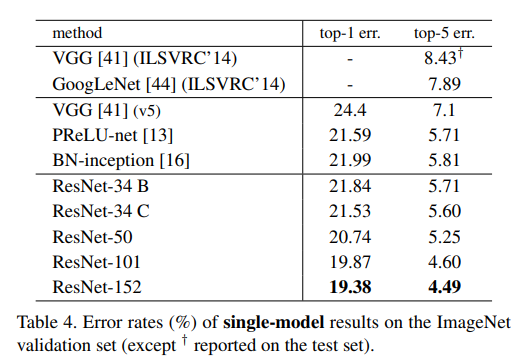 method top-1 err. top-5 err.
VGG [41] (ILSVRC'14) - 8.43†
GoogLeNet [44] (ILSVRC'14) - 7.89
VGG [41] (v5) 24.4 7.1
PReLU-net [13] 21.59 5.71
BN-inception [16] 21.99 5.81
ResNet-34 B 21.84 5.71
ResNet-34 C 21.53 5.60
ResNet-50 20.74 5.25
ResNet-101 19.87 4.60
ResNet-152 19.38 4.49
Table 4. Error rates (%) of single-model results on the ImageNet
validation set (except † reported on the test set).